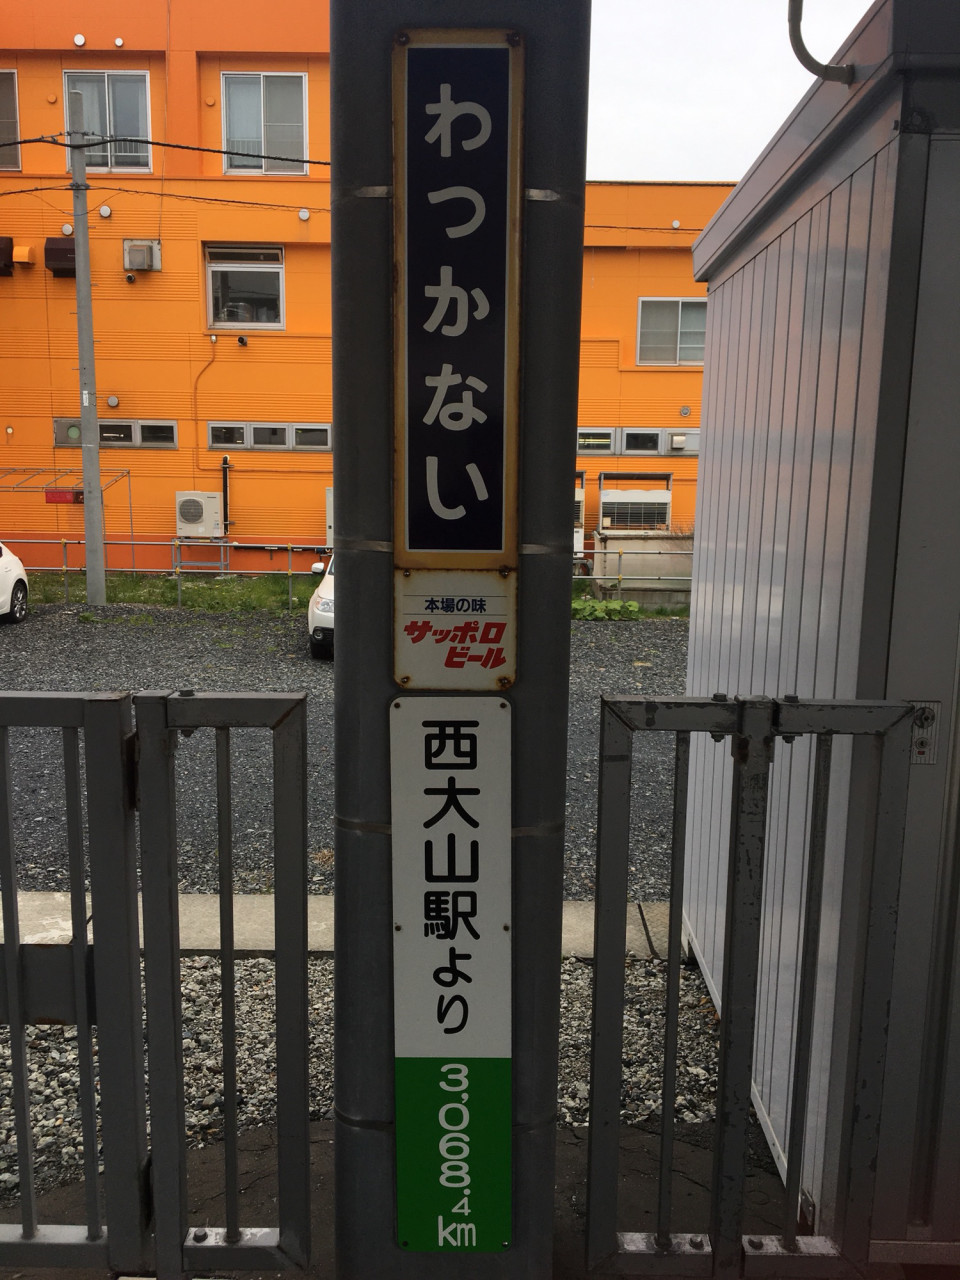 わっかない
本場の味
サッポロ
ビール
西大山駅より
3,068.4
km